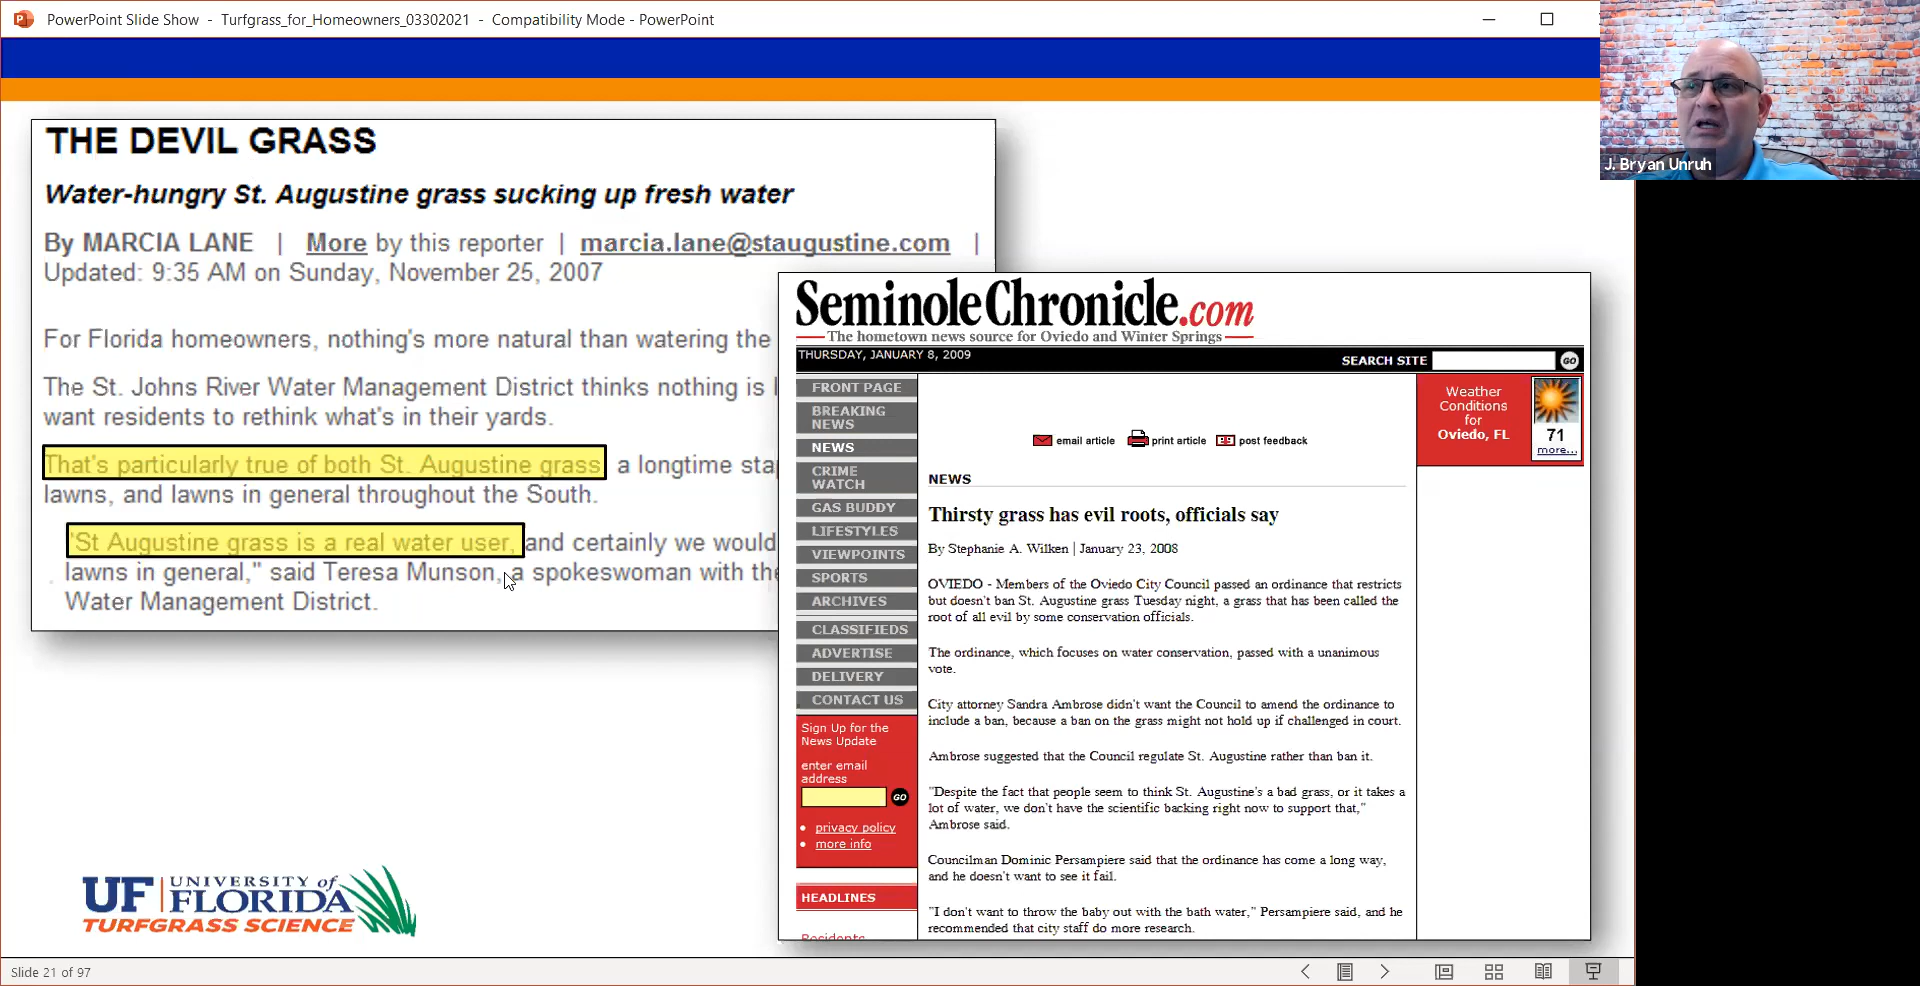 PowerPoint Slide Show - Turfgrass_for_Homeowners_03302021 - Compatibility Mode - PowerPoint
J. Bryan Unruh
THE DEVIL GRASS
Water-hungry St. Augustine grass sucking up fresh water
By MARCIA LANE | More by this reporter | marcia.lane@staugustine.com |
Updated: 9:35 AM on Sunday, November 25, 2007
For Florida homeowners, nothing's more natural than watering the
The St. Johns River Water Management District thinks nothing is
want residents to rethink what's in their yards.
That's particularly true of both St. Augustine grass, a longtime
lawns, and lawns in general throughout the South.
"St Augustine grass is a real water user, and certainly we would
lawns in general," said Teresa Munson, a spokeswoman with the
Water Management District.
SeminoleChronicle.com
The hometown news source for Oviedo and Winter Springs
THURSDAY, JANUARY 8, 2009
SEARCH SITE GO
FRONT PAGE
BREAKING
NEWS
NEWS
CRIME
WATCH
GAS BUDDY
LIFESTYLES
VIEWPOINTS
SPORTS
ARCHIVES
CLASSIFIEDS
ADVERTISE
DELIVERY
CONTACT US
Sign Up for the
News Update
enter email
address
GO
privacy policy
more info
HEADLINES
Residents
email article print article post feedback
NEWS
Thirsty grass has evil roots, officials say
By Stephanie A. Wilken | January 23, 2008
OVIEDO - Members of the Oviedo City Council passed an ordinance that restricts
but doesn't ban St. Augustine grass Tuesday night, a grass that has been called the
root of all evil by some conservation officials.
The ordinance, which focuses on water conservation, passed with a unanimous
vote.
City attorney Sandra Ambrose didn't want the Council to amend the ordinance to
include a ban, because a ban on the grass might not hold up if challenged in court.
Ambrose suggested that the Council regulate St. Augustine rather than ban it.
"Despite the fact that people seem to think St. Augustine's a bad grass, or it takes a
lot of water, we don't have the scientific backing right now to support that,"
Ambrose said.
Councilman Dominic Persampiere said that the ordinance has come a long way,
and he doesn't want to see it fail.
"I don't want to throw the baby out with the bath water," Persampiere said, and he
recommended that city staff do more research.
Weather
Conditions
for
Oviedo, FL
71
more...
UF UNIVERSITY of
FLORIDA
TURFGRASS SCIENCE
Slide 21 of 97